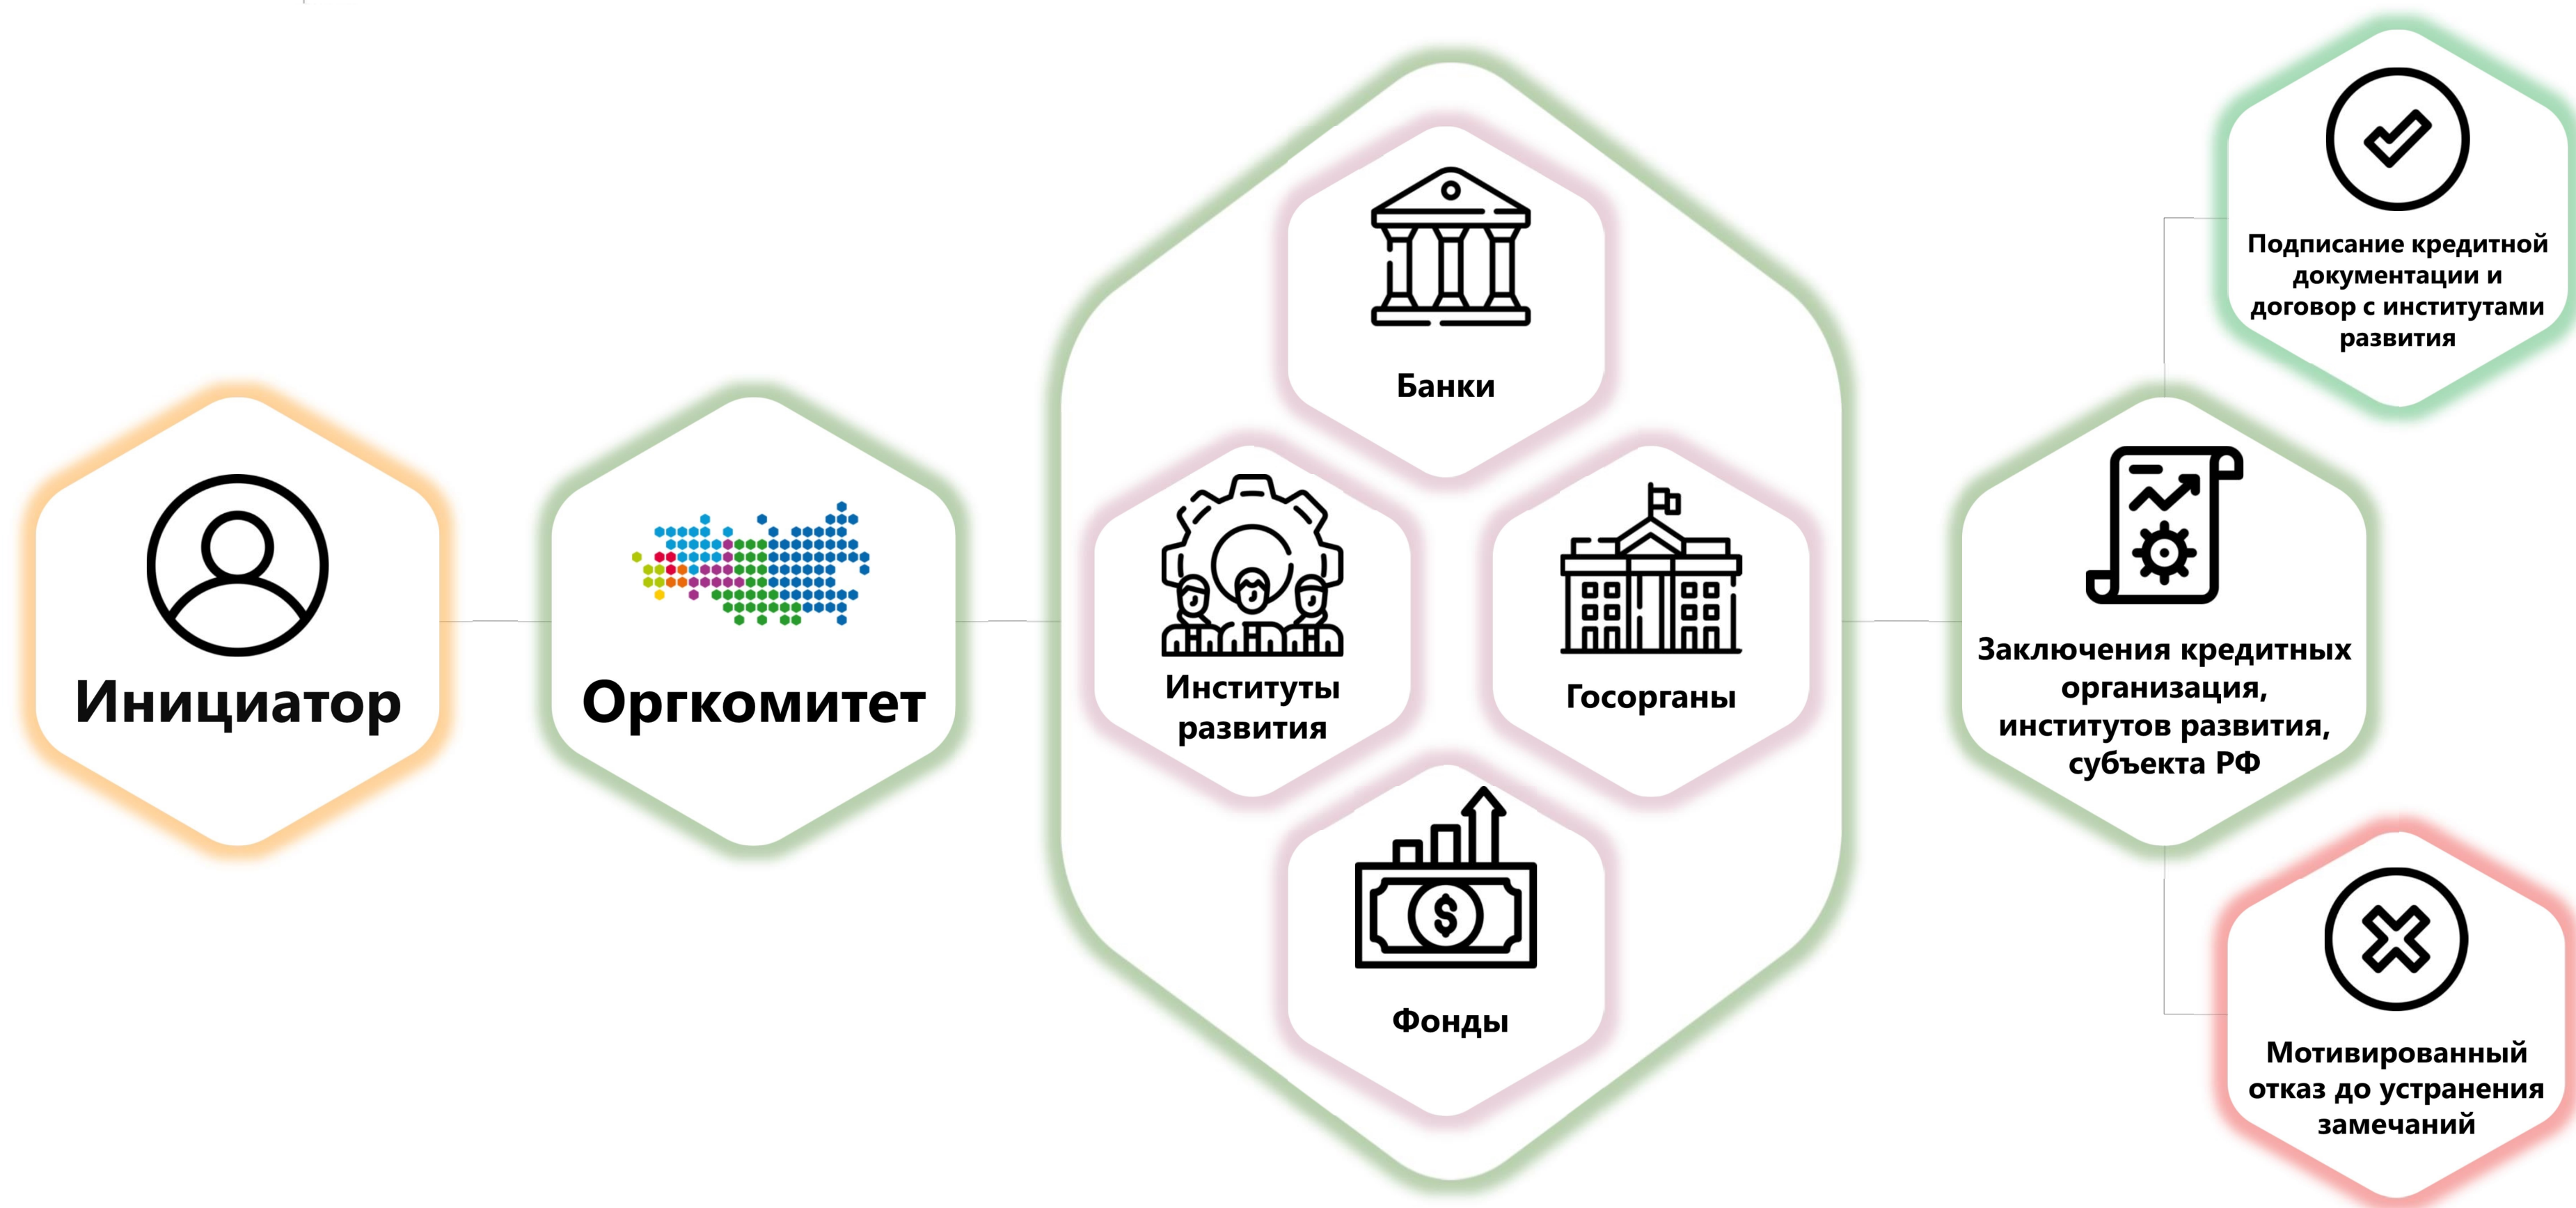 Инициатор
Оргкомитет
Банки
Институты
развития
Госорганы
Фонды
Заключения кредитных
организация,
институтов развития,
субъекта РФ
Подписание кредитной
документации и
договор с институтами
развития
Мотивированный
отказ до устранения
замечаний